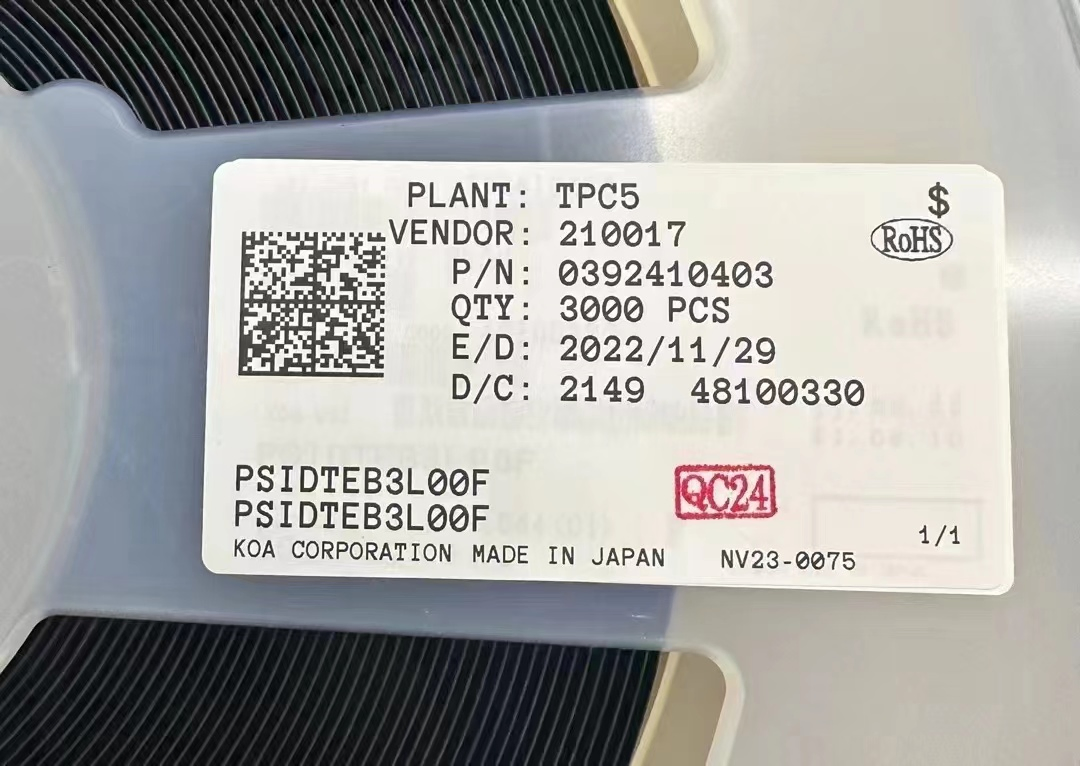 PLANT: TPC5
$
VENDOR: 210017
RoHS
P/N: 0392410403
QTY: 3000 PCS
E/D: 2022/11/29
D/C: 2149 48100330
PSIDTEB3L00F
QC24
PSIDTEB3L00F
1/1
KOA CORPORATION MADE IN JAPAN NV23-0075